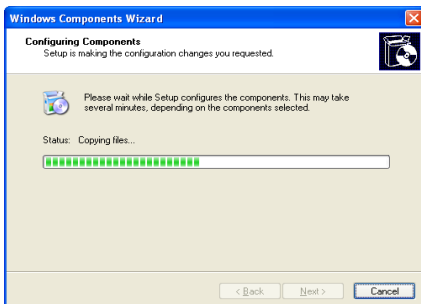 Windows Components Wizard
Configuring Components
Setup is making the configuration changes you requested.
Please wait while Setup configures the components. This may take
several minutes, depending on the components selected.
Status: Copying files...
< Back Next > Cancel